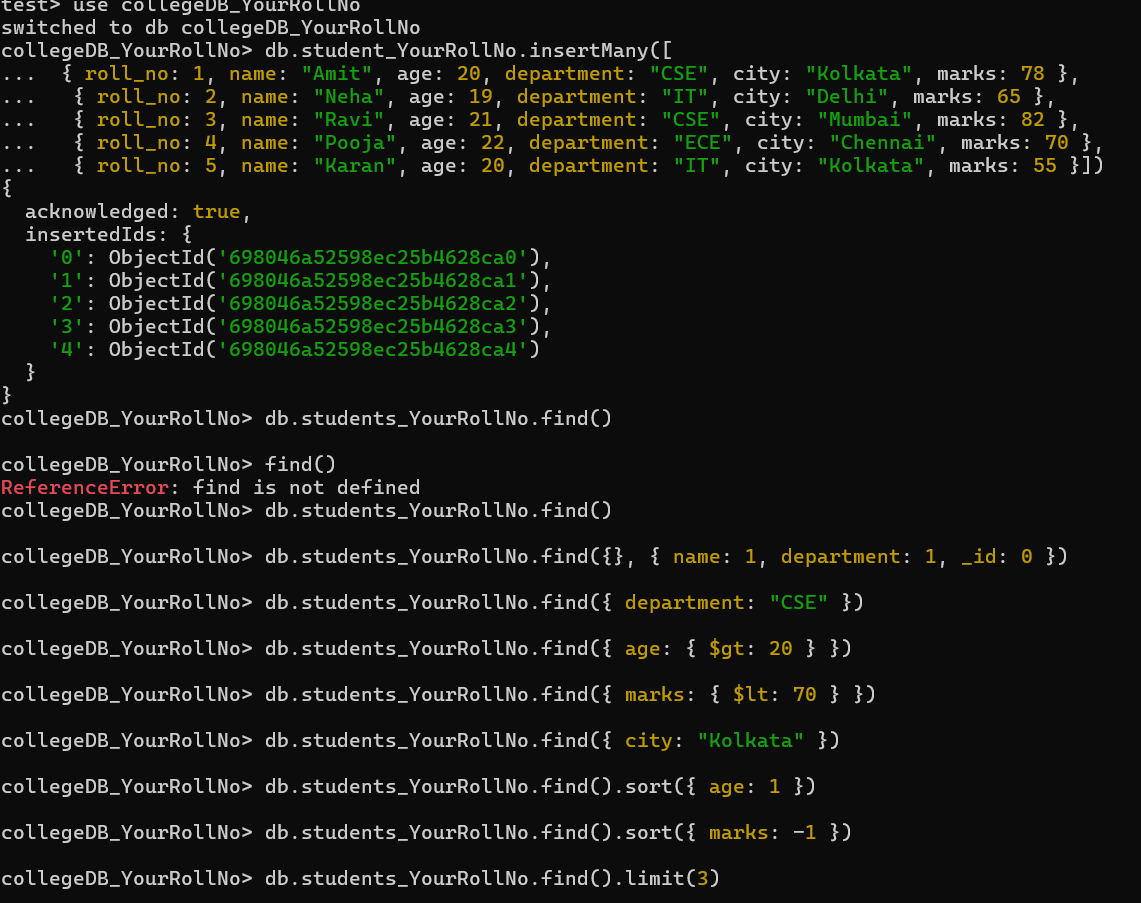 test> use collegeDB_YourRollNo
switched to db collegeDB_YourRollNo
collegeDB_YourRollNo> db.student_YourRollNo.insertMany([
...  { roll_no: 1, name: "Amit", age: 20, department: "CSE", city: "Kolkata", marks: 78 },
...   { roll_no: 2, name: "Neha", age: 19, department: "IT", city: "Delhi", marks: 65 },
...   { roll_no: 3, name: "Ravi", age: 21, department: "CSE", city: "Mumbai", marks: 82 },
...   { roll_no: 4, name: "Pooja", age: 22, department: "ECE", city: "Chennai", marks: 70 },
...   { roll_no: 5, name: "Karan", age: 20, department: "IT", city: "Kolkata", marks: 55 }])
{
  acknowledged: true,
  insertedIds: {
    '0': ObjectId('698046a52598ec25b4628ca0'),
    '1': ObjectId('698046a52598ec25b4628ca1'),
    '2': ObjectId('698046a52598ec25b4628ca2'),
    '3': ObjectId('698046a52598ec25b4628ca3'),
    '4': ObjectId('698046a52598ec25b4628ca4')
  }
}
collegeDB_YourRollNo> db.students_YourRollNo.find()

collegeDB_YourRollNo> find()
ReferenceError: find is not defined
collegeDB_YourRollNo> db.students_YourRollNo.find()

collegeDB_YourRollNo> db.students_YourRollNo.find({}, { name: 1, department: 1, _id: 0 })

collegeDB_YourRollNo> db.students_YourRollNo.find({ department: "CSE" })

collegeDB_YourRollNo> db.students_YourRollNo.find({ age: { $gt: 20 } })

collegeDB_YourRollNo> db.students_YourRollNo.find({ marks: { $lt: 70 } })

collegeDB_YourRollNo> db.students_YourRollNo.find({ city: "Kolkata" })

collegeDB_YourRollNo> db.students_YourRollNo.find().sort({ age: 1 })

collegeDB_YourRollNo> db.students_YourRollNo.find().sort({ marks: -1 })

collegeDB_YourRollNo> db.students_YourRollNo.find().limit(3)